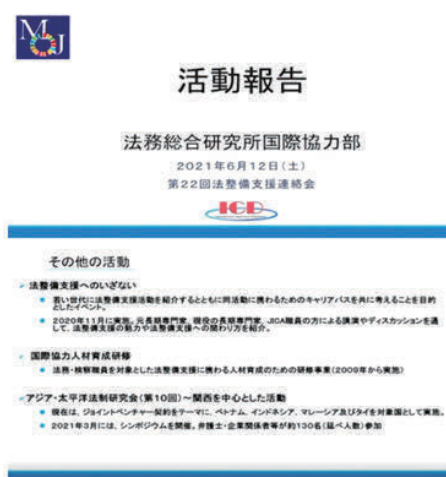 MOJ
活動報告
法務総合研究所国際協力部
2021年6月12日(土)
第22回法整備支援連絡会
ICD
その他の活動
法整備支援へのいざない
若い世代に法整備支援活動を紹介するとともに同活動に携わるためのキャリアパスを共に考えることを目的
としたイベント。
2020年11月に実施。元長期専門家、現役の長期専門家、JICA職員の方による講演やディスカッションを通
して、法整備支援の魅力や法整備支援への関わり方を紹介。
国際協力人材育成研修
法務・検察職員を対象とした法整備支援に携わる人材育成のための研修事業(2009年から実施)
アジア・太平洋法制研究会(第10回)~関西を中心とした活動
現在は、ジョイントベンチャー契約をテーマに、ベトナム、インドネシア、マレーシア及びタイを対象国として実施。
2021年3月には、シンポジウムを開催。弁護士・企業関係者等が約130名(延べ人数)参加